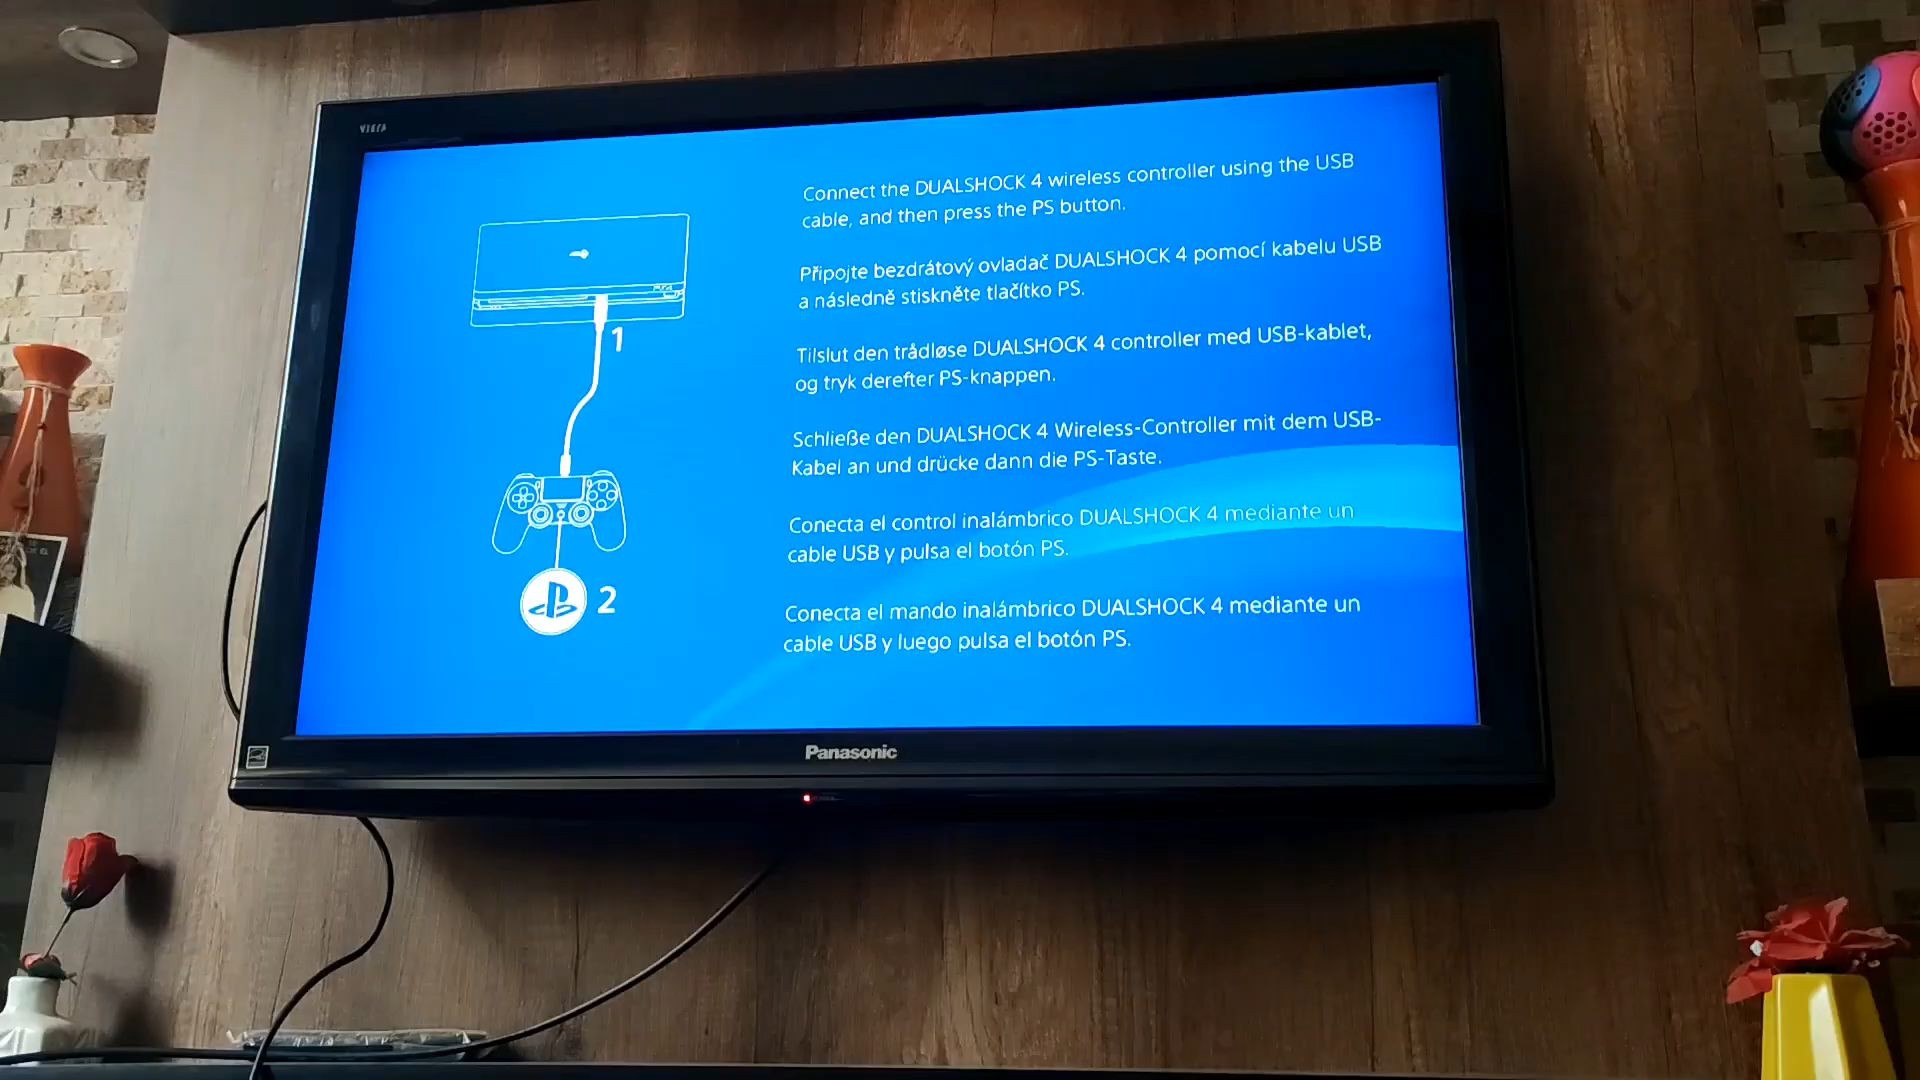 VIERA
Connect the DUALSHOCK 4 wireless controller using the USB
cable, and then press the PS button.
Připojte bezdrátový ovladač DUALSHOCK 4 pomocí kabelu USB
a následně stiskněte tlačítko PS.
Tilslut den trådløse DUALSHOCK 4 controller med USB-kablet,
og tryk derefter PS-knappen.
Schließe den DUALSHOCK 4 Wireless-Controller mit dem USB-
Kabel an und drücke dann die PS-Taste.
Conecta el control inalámbrico DUALSHOCK 4 mediante un
cable USB y pulsa el botón PS.
Conecta el mando inalámbrico DUALSHOCK 4 mediante un
cable USB y luego pulsa el botón PS.
PS4
1
2
Panasonic